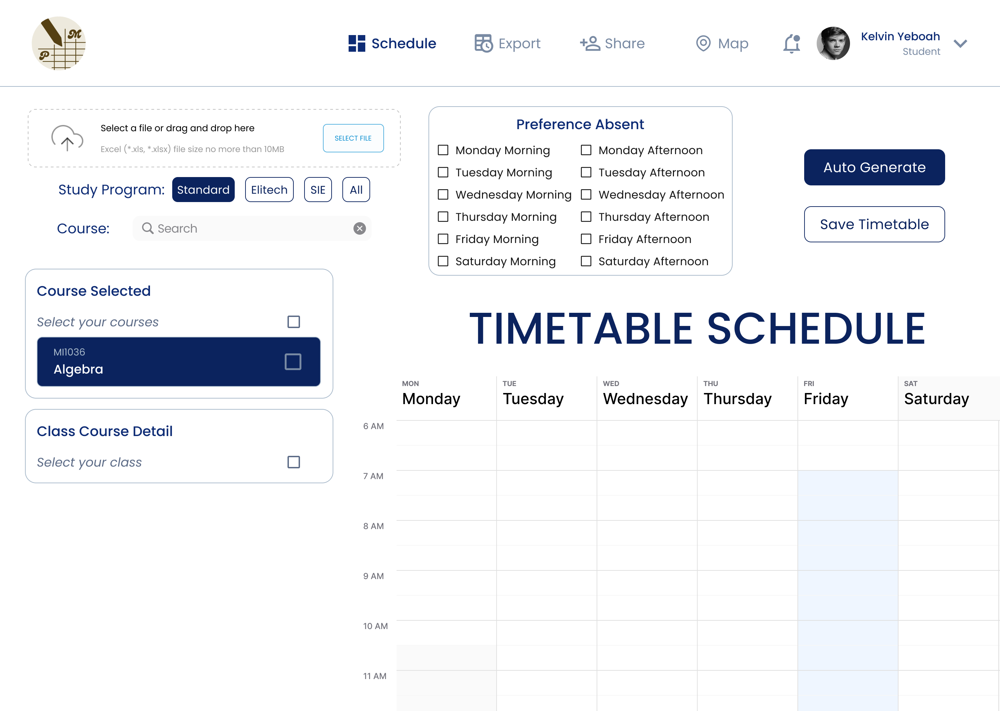 M
P
Schedule
Export
Share
Map
Kelvin Yeboah
Student
Select a file or drag and drop here
Excel (*.xls, *.xlsx) file size no more than 10MB
SELECT FILE
Study Program:
Standard
Elitech
SIE
All
Course:
Search
Preference Absent
Monday Morning
Monday Afternoon
Tuesday Morning
Tuesday Afternoon
Wednesday Morning
Wednesday Afternoon
Thursday Morning
Thursday Afternoon
Friday Morning
Friday Afternoon
Saturday Morning
Saturday Afternoon
Auto Generate
Save Timetable
Course Selected
Select your courses
MI1036
Algebra
Class Course Detail
Select your class
TIMETABLE SCHEDULE
MON
Monday
TUE
Tuesday
WED
Wednesday
THU
Thursday
FRI
Friday
SAT
Saturday
6 AM
7 AM
8 AM
9 AM
10 AM
11 AM